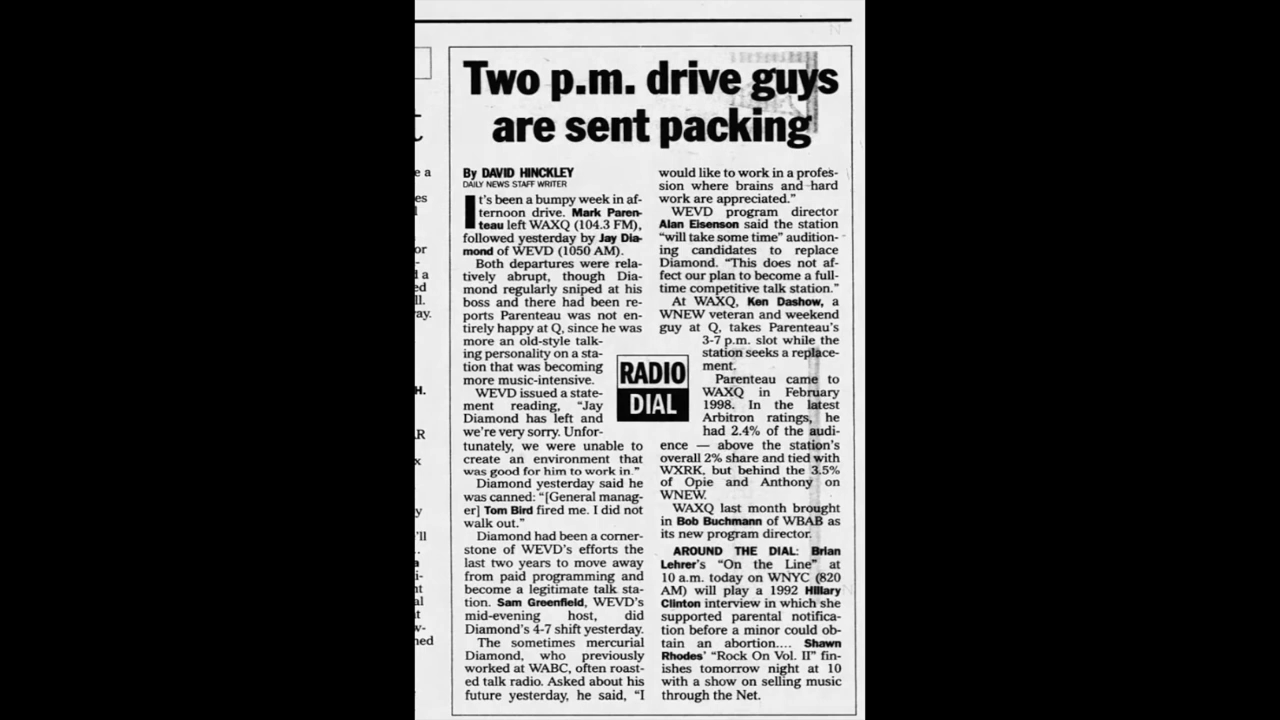 Two p.m. drive guys
are sent packing
By DAVID HINCKLEY
DAILY NEWS STAFF WRITER
It's been a bumpy week in af-
ternoon drive. Mark Paren-
teau left WAXQ (104.3 FM),
followed yesterday by Jay Dia-
mond of WEVD (1050 AM).
Both departures were rela-
tively abrupt, though Dia-
mond regularly sniped at his
boss and there had been re-
ports Parenteau was not en-
tirely happy at Q, since he was
more an old-style talk-
ing personality on a sta-
tion that was becoming
more music-intensive.
WEVD issued a state-
ment reading, "Jay
Diamond has left and
we're very sorry. Unfor-
tunately, we were unable to
create an environment that
was good for him to work in."
Diamond yesterday said he
was canned: "[General manag-
er] Tom Bird fired me. I did not
walk out."
Diamond had been a corner-
stone of WEVD's efforts the
last two years to move away
from paid programming and
become a legitimate talk sta-
tion. Sam Greenfield, WEVD's
mid-evening host, did
Diamond's 4-7 shift yesterday.
The sometimes mercurial
Diamond, who previously
worked at WABC, often roast-
ed talk radio. Asked about his
future yesterday, he said, "I
RADIO
DIAL
would like to work in a profes-
sion where brains and hard
work are appreciated."
WEVD program director
Alan Eisenson said the station
"will take some time" audition-
ing candidates to replace
Diamond. "This does not af-
fect our plan to become a full-
time competitive talk station."
At WAXQ, Ken Dashow, a
WNEW veteran and weekend
guy at Q, takes Parenteau's
3-7 p.m. slot while the
station seeks a replace-
ment.
Parenteau came to
WAXQ in February
1998. In the latest
Arbitron ratings, he
had 2.4% of the audi-
ence — above the station's
overall 2% share and tied with
WXRK, but behind the 3.5%
of Opie and Anthony on
WNEW.
WAXQ last month brought
in Bob Buchmann of WBAB as
its new program director.
AROUND THE DIAL: Brian
Lehrer's "On the Line" at
10 a.m. today on WNYC (820
AM) will play a 1992 Hillary
Clinton interview in which she
supported parental notifica-
tion before a minor could ob-
tain an abortion.... Shawn
Rhodes' "Rock On Vol. II" fin-
ishes tomorrow night at 10
with a show on selling music
through the Net.